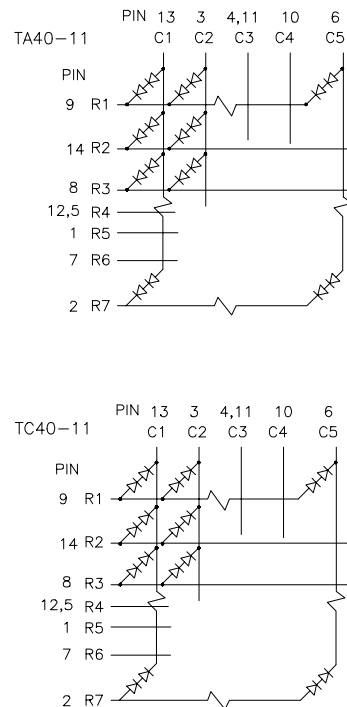 PIN 13 3 4,11 10 6
TA40-11 C1 C2 C3 C4 C5
PIN
9 R1
14 R2
8 R3
12,5 R4
1 R5
7 R6
2 R7
PIN 13 3 4,11 10 6
TC40-11 C1 C2 C3 C4 C5
PIN
9 R1
14 R2
8 R3
12,5 R4
1 R5
7 R6
2 R7